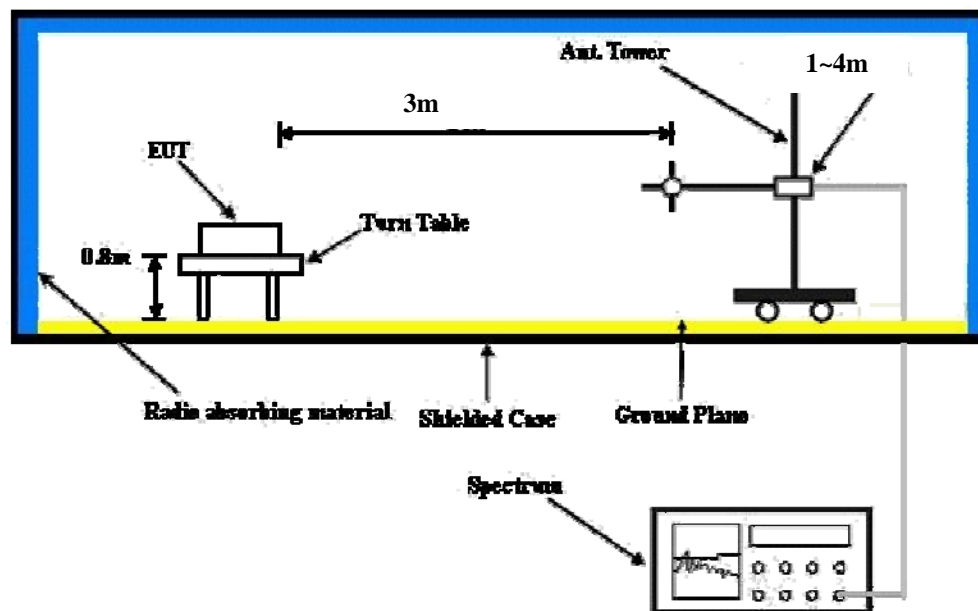 Ant. Tower
1~4m
3m
EUT
Turn Table
0.8m
Radio absorbing material
Shielded Case
Ground Plane
Spectrum